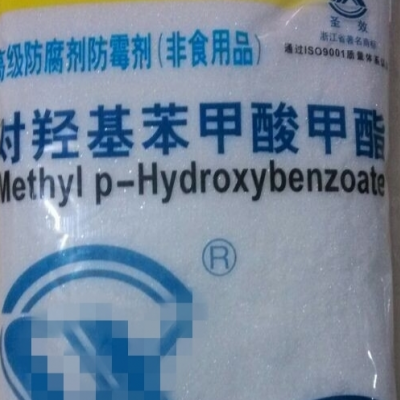 圣效
浙江省著名商标
高级防腐剂防霉剂(非食用品)
通过ISO9001质量体系
对羟基苯甲酸甲酯
Methyl p-Hydroxybenzoate
®